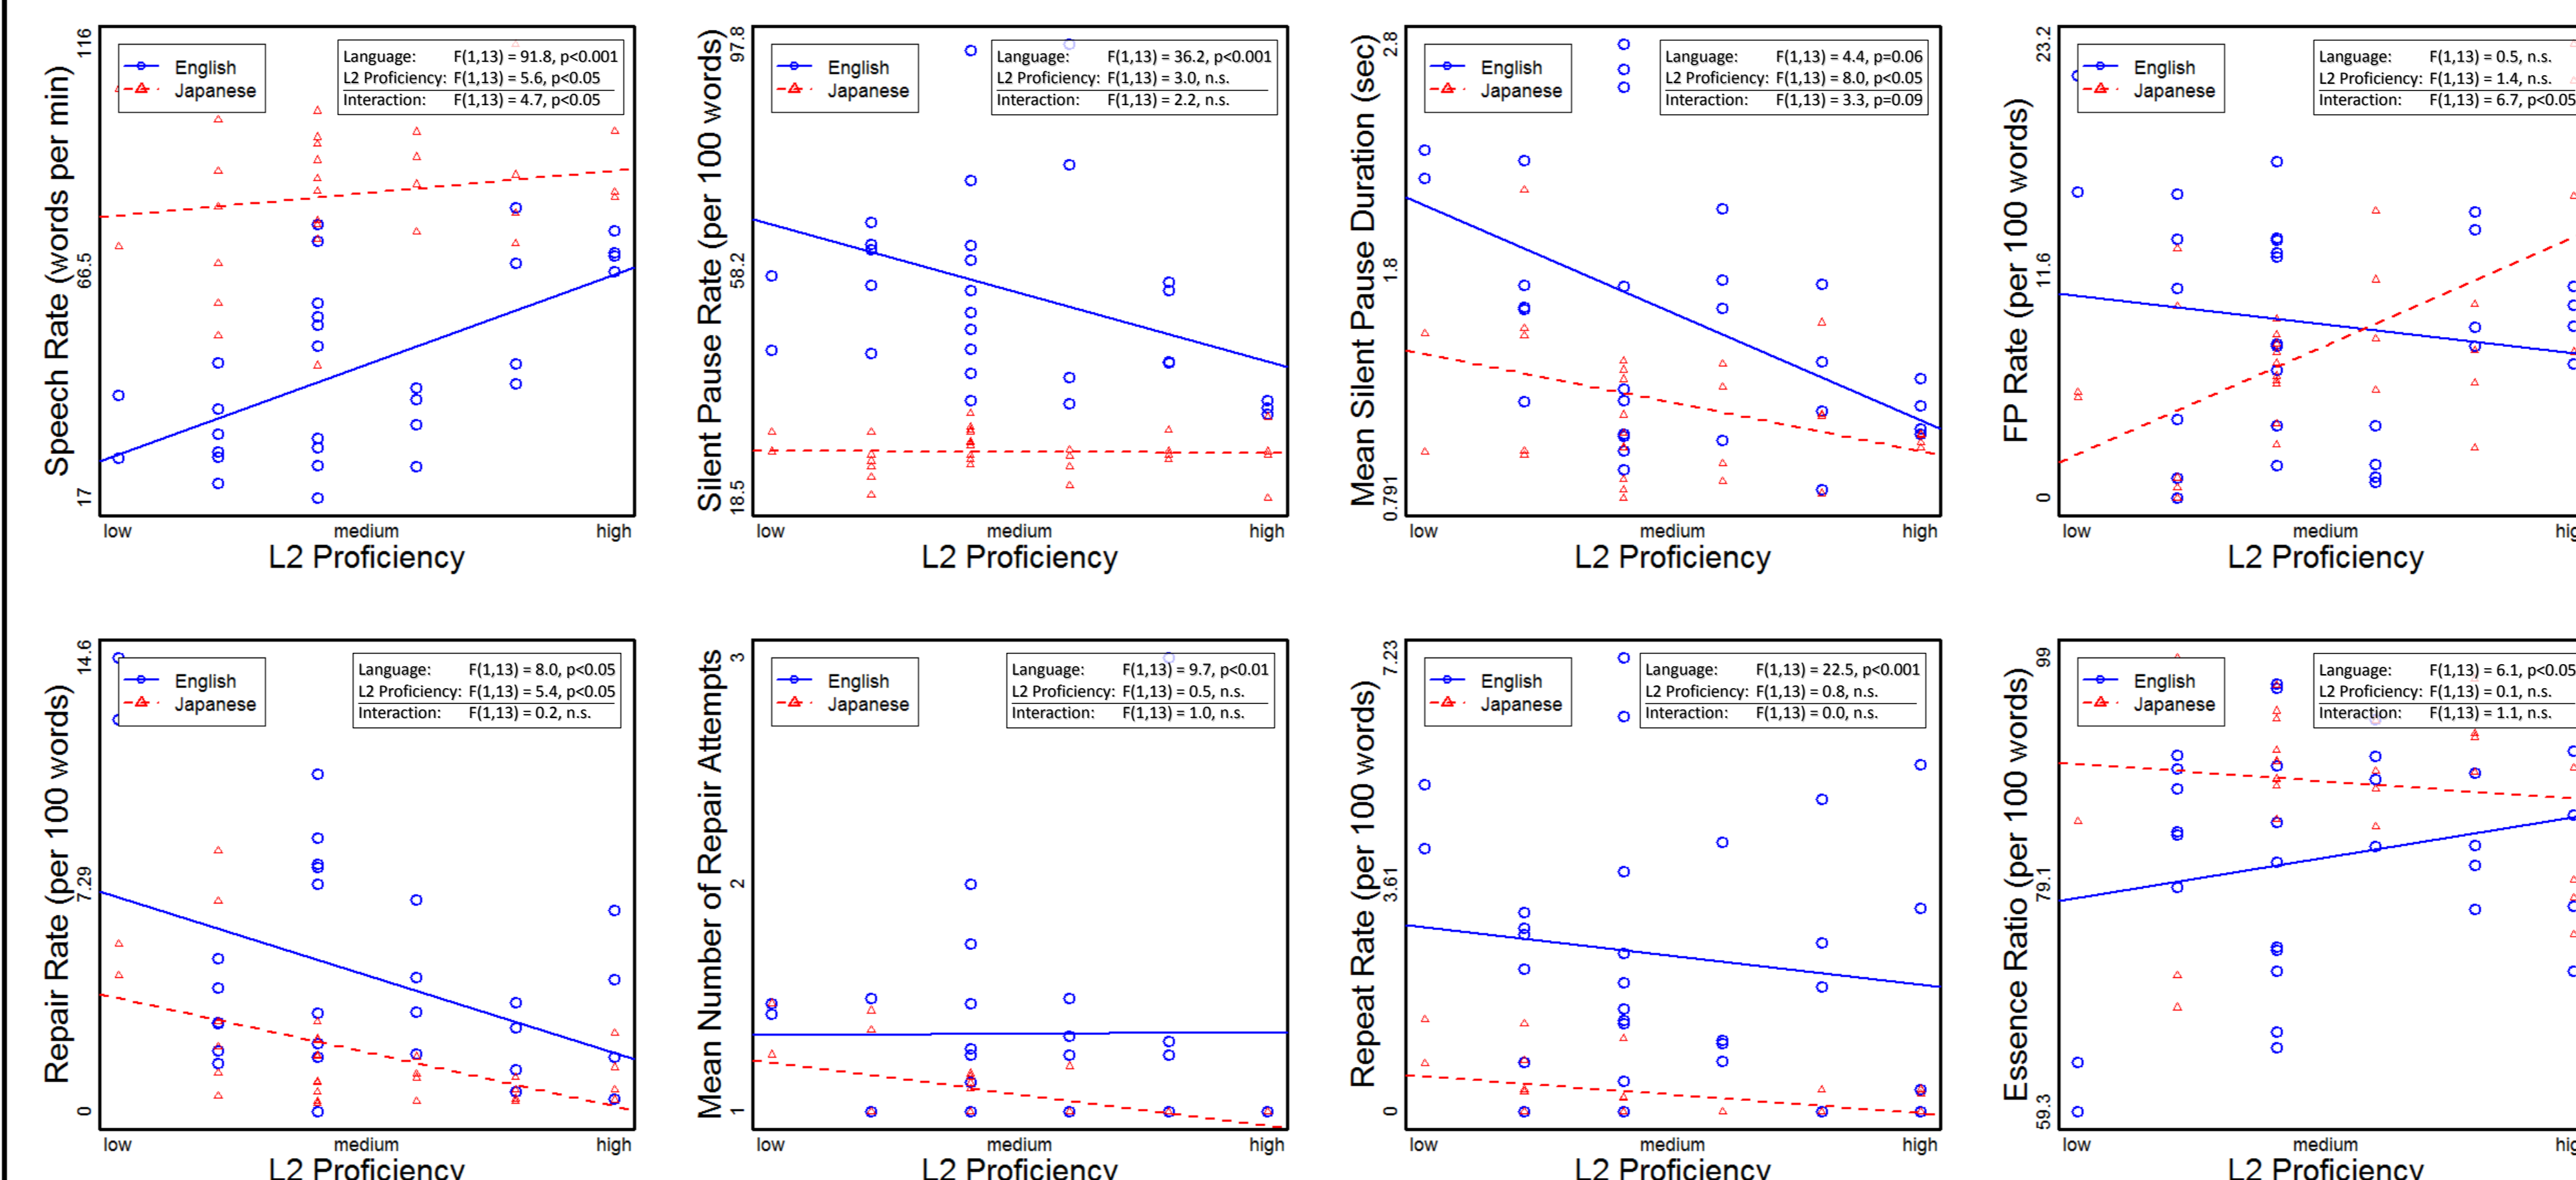 Speech Rate (words per min)
116
66.5
17
English
Japanese
Language: F(1,13) = 91.8, p<0.001
L2 Proficiency: F(1,13) = 5.6, p<0.05
Interaction: F(1,13) = 4.7, p<0.05
low medium high
L2 Proficiency
Silent Pause Rate (per 100 words)
97.8
58.2
18.5
English
Japanese
Language: F(1,13) = 36.2, p<0.001
L2 Proficiency: F(1,13) = 3.0, n.s.
Interaction: F(1,13) = 2.2, n.s.
low medium high
L2 Proficiency
Mean Silent Pause Duration (sec)
2.8
1.8
0.791
English
Japanese
Language: F(1,13) = 4.4, p=0.06
L2 Proficiency: F(1,13) = 8.0, p<0.05
Interaction: F(1,13) = 3.3, p=0.09
low medium high
L2 Proficiency
FP Rate (per 100 words)
23.2
11.6
0
English
Japanese
Language: F(1,13) = 0.5, n.s.
L2 Proficiency: F(1,13) = 1.4, n.s.
Interaction: F(1,13) = 6.7, p<0.05
low medium
L2 Proficiency
Repair Rate (per 100 words)
14.6
7.29
0
English
Japanese
Language: F(1,13) = 8.0, p<0.05
L2 Proficiency: F(1,13) = 5.4, p<0.05
Interaction: F(1,13) = 0.2, n.s.
low medium high
L2 Proficiency
Mean Number of Repair Attempts
3
2
1
English
Japanese
Language: F(1,13) = 9.7, p<0.01
L2 Proficiency: F(1,13) = 0.5, n.s.
Interaction: F(1,13) = 1.0, n.s.
low medium high
L2 Proficiency
Repeat Rate (per 100 words)
7.23
3.61
0
English
Japanese
Language: F(1,13) = 22.5, p<0.001
L2 Proficiency: F(1,13) = 0.8, n.s.
Interaction: F(1,13) = 0.0, n.s.
low medium high
L2 Proficiency
Essence Ratio (per 100 words)
99
79.1
59.3
English
Japanese
Language: F(1,13) = 6.1, p<0.05
L2 Proficiency: F(1,13) = 0.1, n.s.
Interaction: F(1,13) = 1.1, n.s.
low medium
L2 Proficiency